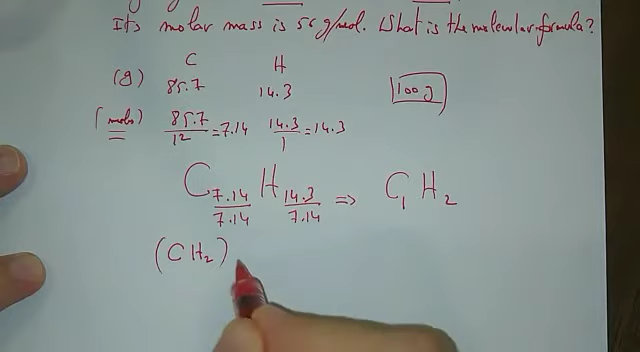 Its molar mass is 56 g/mol. What is the molecular formula?
C H
(g) 85.7 14.3 100g
(mols) 85.7/12 = 7.14 14.3/1 = 14.3
C 7.14/7.14 H 14.3/7.14 ⇒ C₁ H₂
(CH₂)